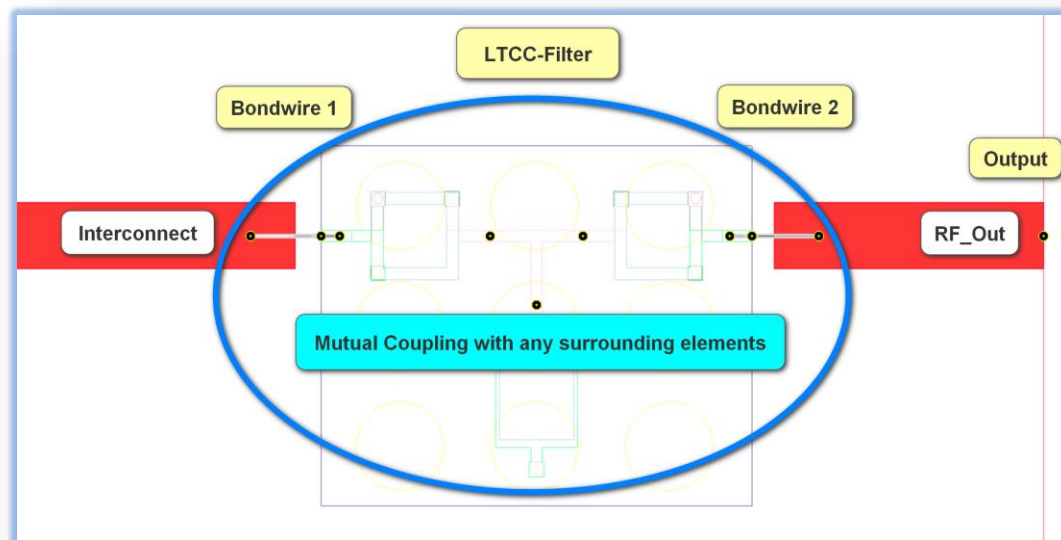 LTCC-Filter
Bondwire 1
Bondwire 2
Output
Interconnect
RF_Out
Mutual Coupling with any surrounding elements